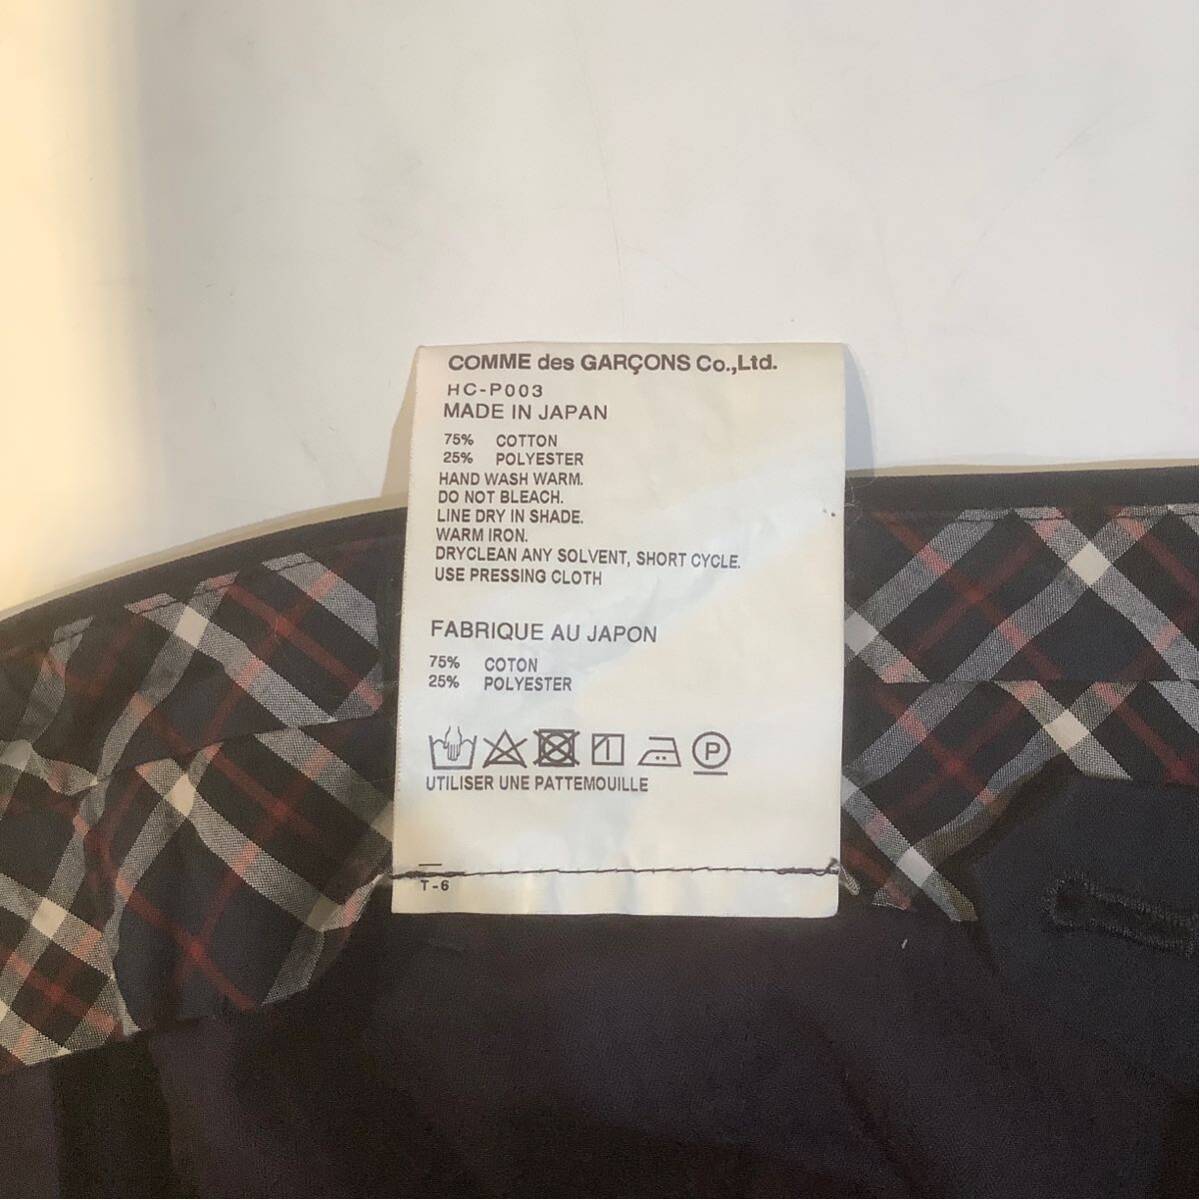 COMME des GARÇONS Co.,Ltd.
HC-P003
MADE IN JAPAN
75% COTTON
25% POLYESTER
HAND WASH WARM.
DO NOT BLEACH.
LINE DRY IN SHADE.
WARM IRON.
DRYCLEAN ANY SOLVENT, SHORT CYCLE.
USE PRESSING CLOTH
FABRIQUE AU JAPON
75% COTON
25% POLYESTER
P
UTILISER UNE PATTEMOUILLE
T-6